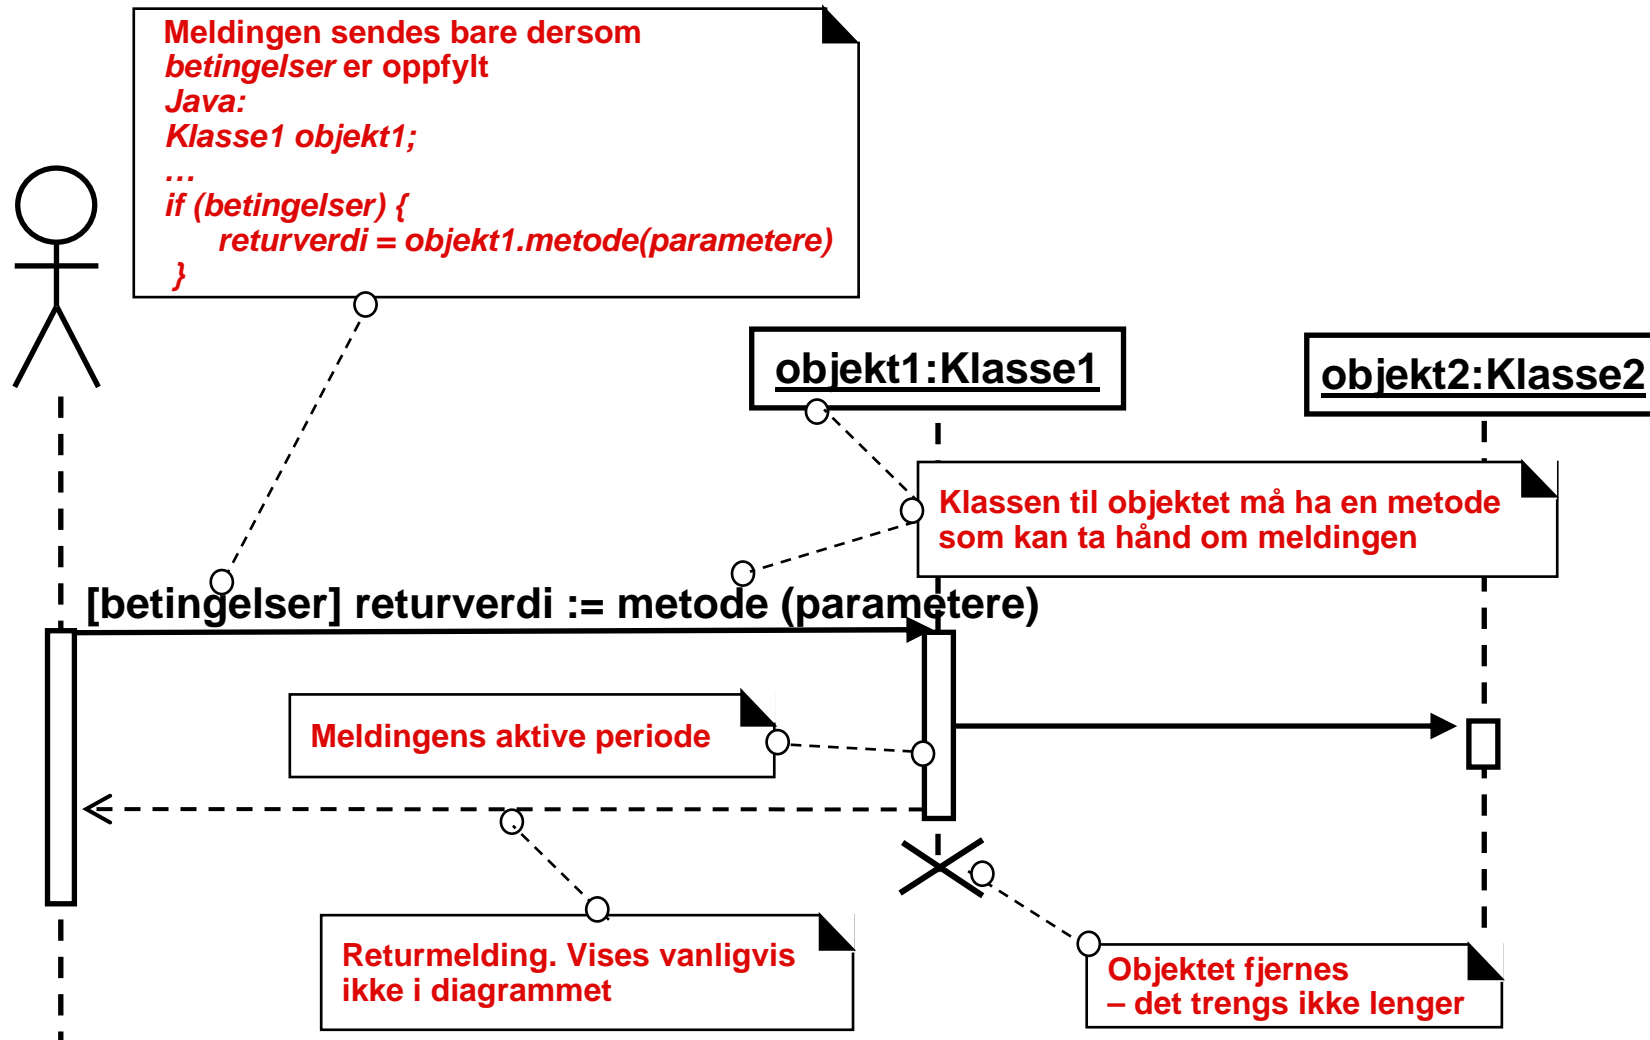 Meldingen sendes bare dersom
betingelser er oppfylt
Java:
Klasse1 objekt1;
…
if (betingelser) {
returverdi = objekt1.metode(parametere)
}
objekt1:Klasse1
objekt2:Klasse2
Klassen til objektet må ha en metode
som kan ta hånd om meldingen
[betingelser] returverdi := metode (parametere)
Meldingens aktive periode
Returmelding. Vises vanligvis
ikke i diagrammet
Objektet fjernes
– det trengs ikke lenger